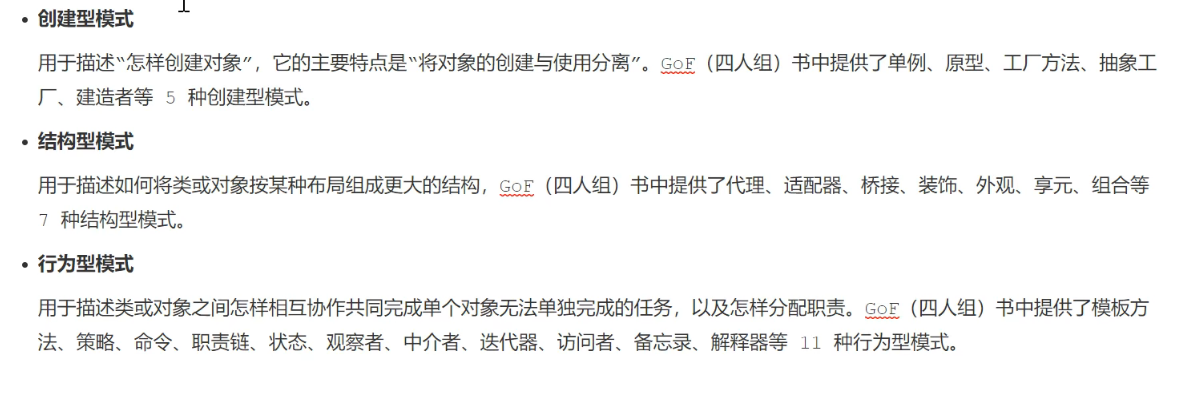 • 创建型模式
用于描述“怎样创建对象”，它的主要特点是“将对象的创建与使用分离”。GoF（四人组）书中提供了单例、原型、工厂方法、抽象工
厂、建造者等 5 种创建型模式。
• 结构型模式
用于描述如何将类或对象按某种布局组成更大的结构，GoF（四人组）书中提供了代理、适配器、桥接、装饰、外观、享元、组合等
7 种结构型模式。
• 行为型模式
用于描述类或对象之间怎样相互协作共同完成单个对象无法单独完成的任务，以及怎样分配职责。GoF（四人组）书中提供了模板方
法、策略、命令、职责链、状态、观察者、中介者、迭代器、访问者、备忘录、解释器等 11 种行为型模式。